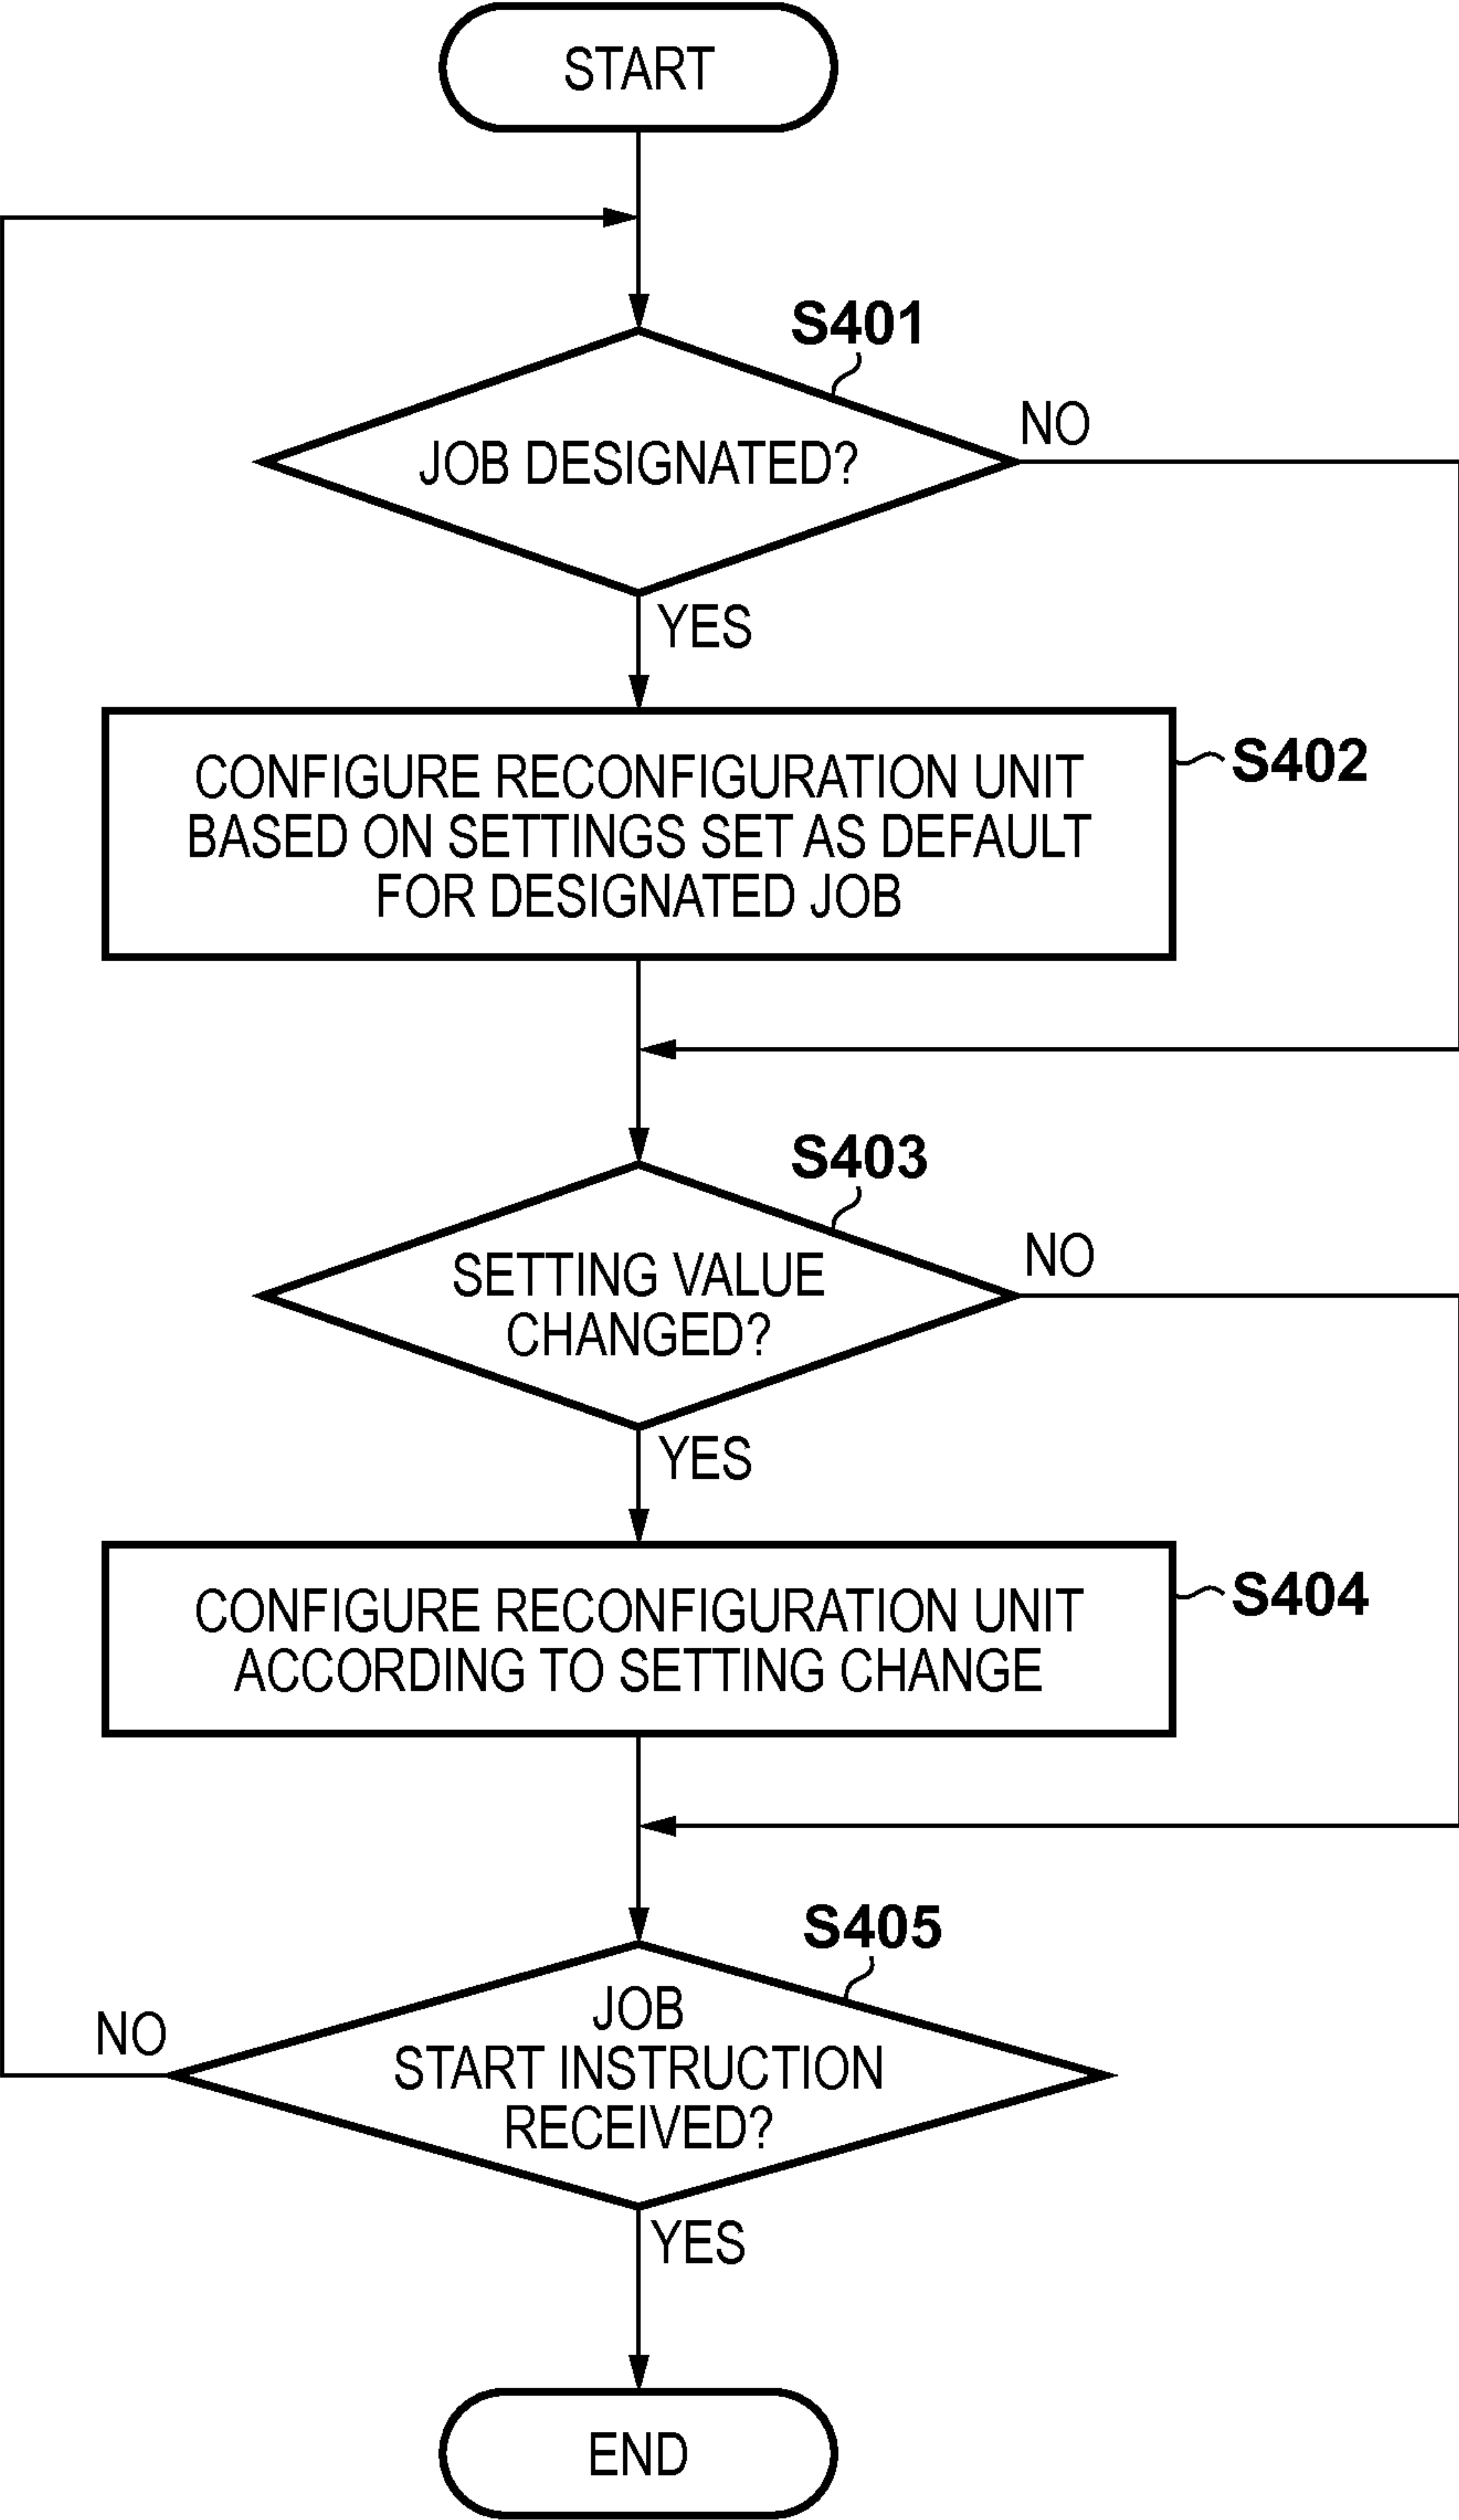 START
S401
JOB DESIGNATED?
NO
YES
CONFIGURE RECONFIGURATION UNIT
BASED ON SETTINGS SET AS DEFAULT
FOR DESIGNATED JOB
S402
S403
SETTING VALUE
CHANGED?
NO
YES
CONFIGURE RECONFIGURATION UNIT
ACCORDING TO SETTING CHANGE
S404
S405
JOB
START INSTRUCTION
RECEIVED?
NO
YES
END